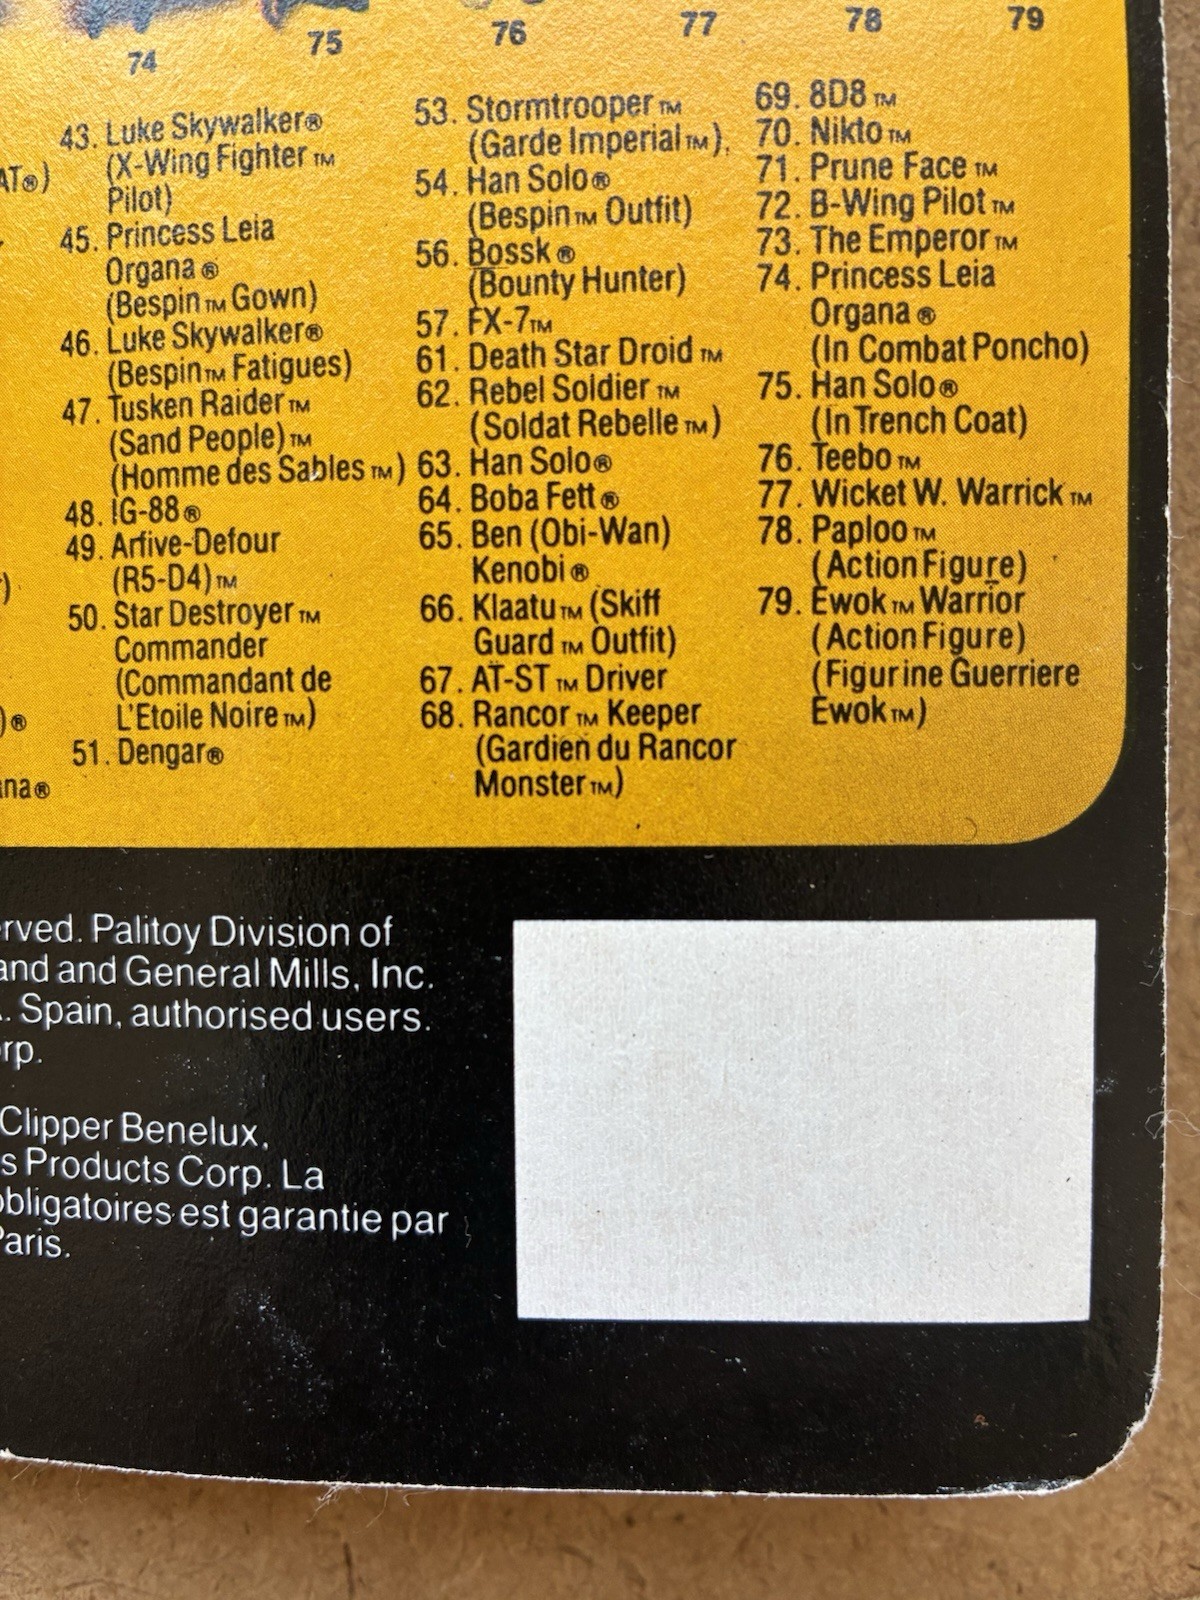 74 75 76 77 78 79
AT®)
)
)®
na®
43. Luke Skywalker®
(X-Wing Fighter™
Pilot)
45. Princess Leia
Organa®
(Bespin™ Gown)
46. Luke Skywalker®
(Bespin™ Fatigues)
47. Tusken Raider™
(Sand People)™
(Homme des Sables™)
48. IG-88®
49. Arfive-Defour
(R5-D4)™
50. Star Destroyer™
Commander
(Commandant de
L'Etoile Noire™)
51. Dengar®
53. Stormtrooper™
(Garde Imperial™).
54. Han Solo®
(Bespin™ Outfit)
56. Bossk®
(Bounty Hunter)
57. FX-7™
61. Death Star Droid™
62. Rebel Soldier™
(Soldat Rebelle™)
63. Han Solo®
64. Boba Fett®
65. Ben (Obi-Wan)
Kenobi®
66. Klaatu™ (Skiff
Guard™ Outfit)
67. AT-ST™ Driver
68. Rancor™ Keeper
(Gardien du Rancor
Monster™)
69. 8D8™
70. Nikto™
71. Prune Face™
72. B-Wing Pilot™
73. The Emperor™
74. Princess Leia
Organa®
(In Combat Poncho)
75. Han Solo®
(In Trench Coat)
76. Teebo™
77. Wicket W. Warrick™
78. Paploo™
(Action Figure)
79. Ewok™ Warrior
(Action Figure)
(Figurine Guerriere
Ewok™)
erved. Palitoy Division of
and and General Mills, Inc.
. Spain, authorised users.
rp.
Clipper Benelux,
s Products Corp. La
obligatoires est garantie par
Paris.